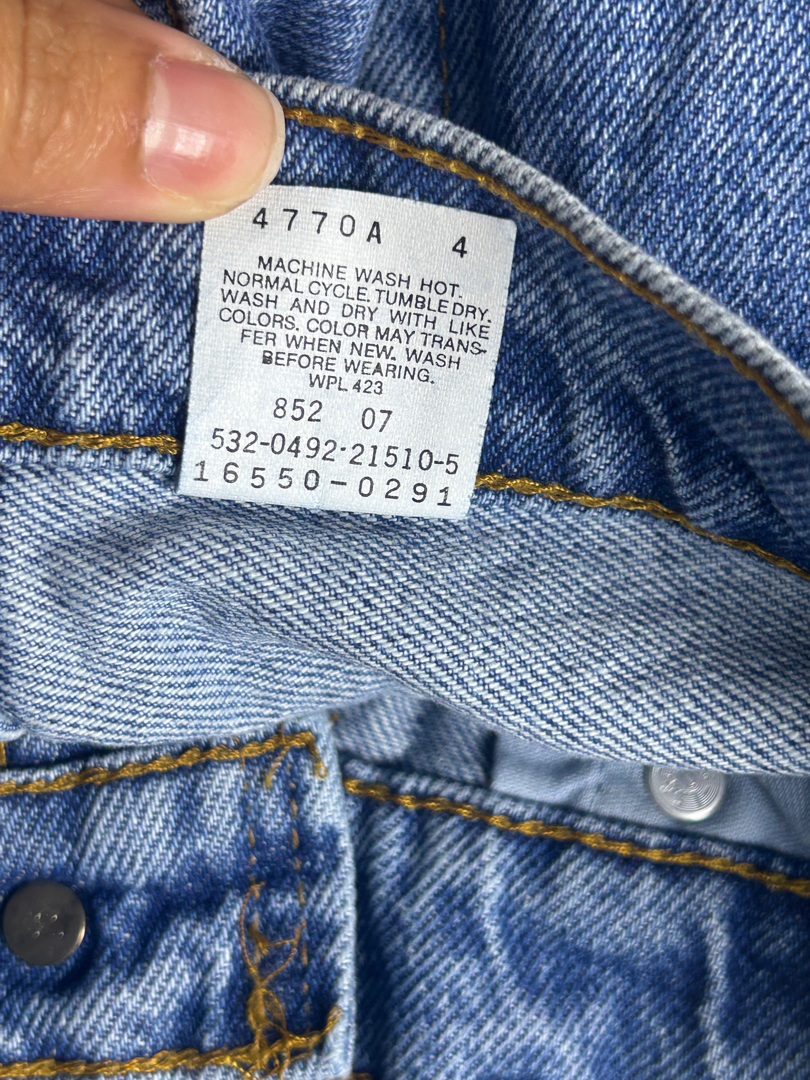 4770A 4
MACHINE WASH HOT.
NORMAL CYCLE. TUMBLE DRY.
WASH AND DRY WITH LIKE
COLORS. COLOR MAY TRANS-
FER WHEN NEW. WASH
BEFORE WEARING.
WPL 423
852 07
532-0492-21510-5
16550-0291